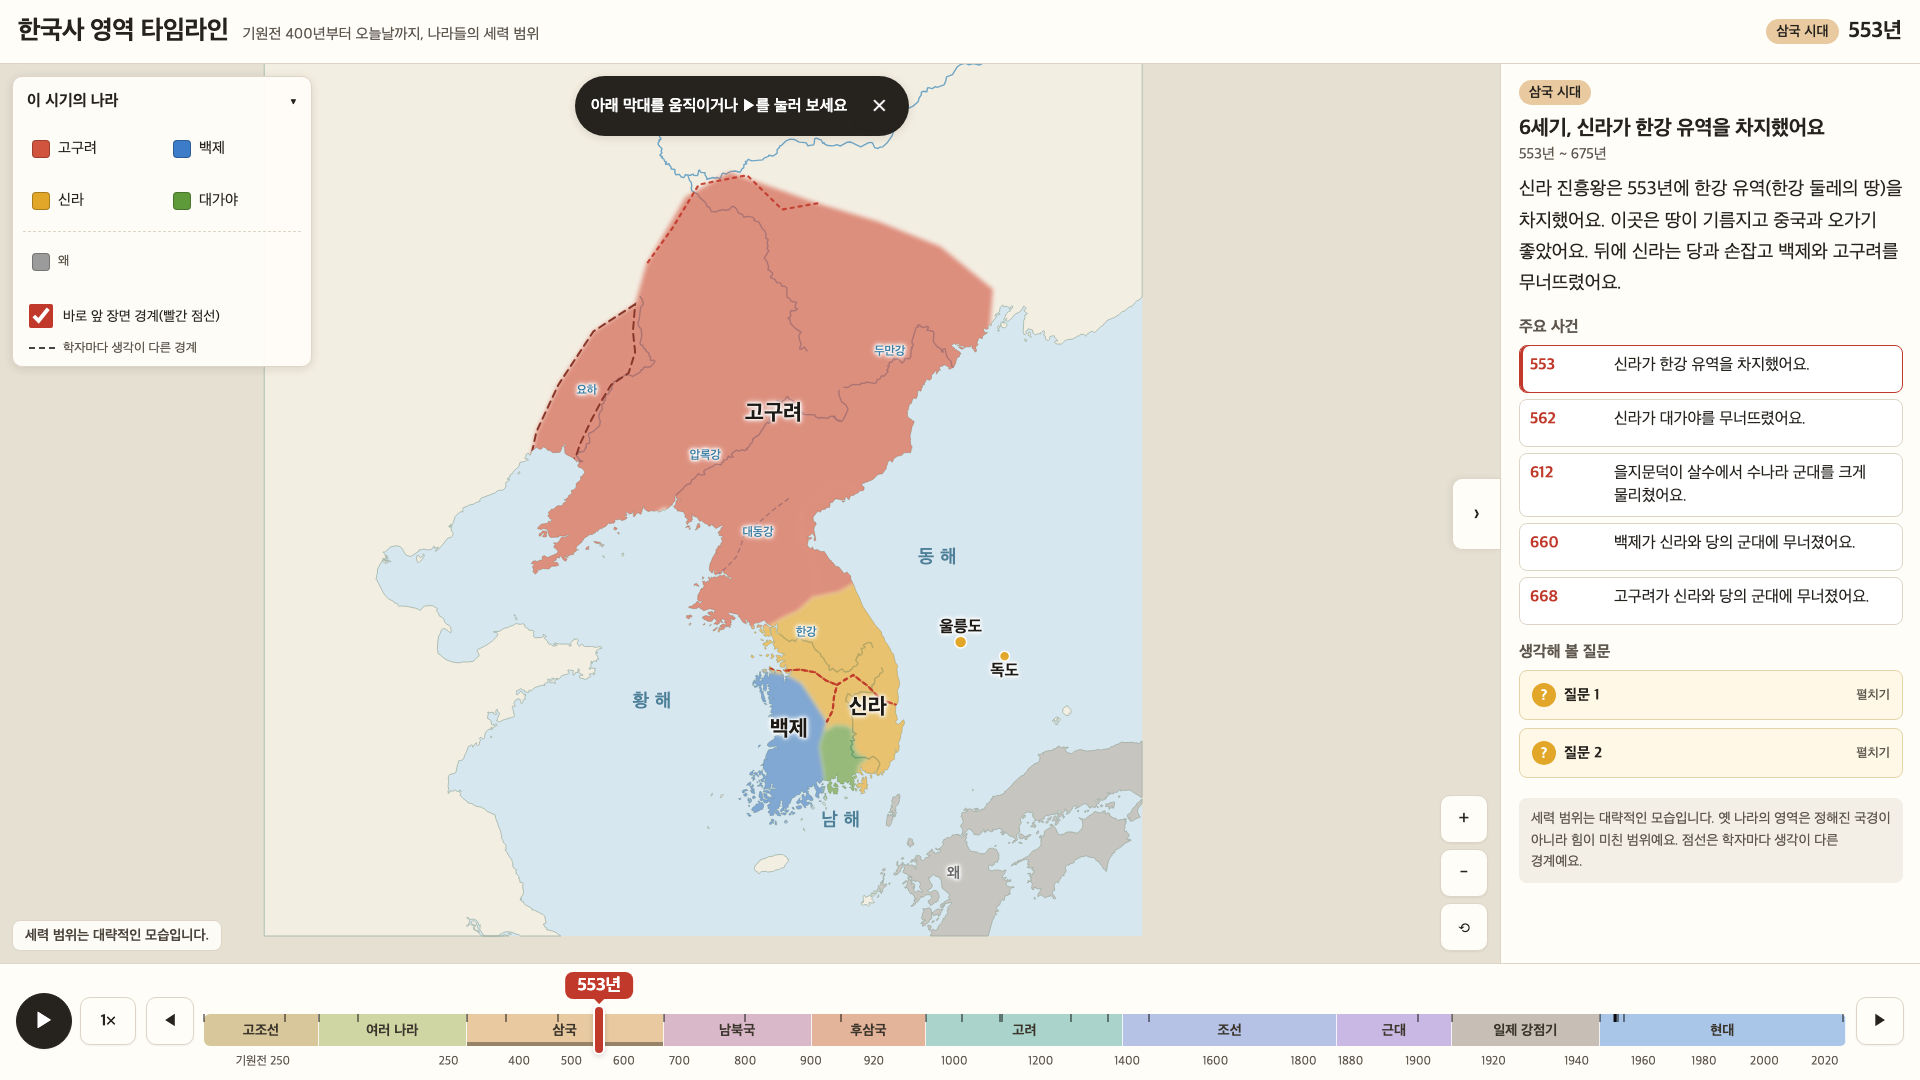 한국사 영역 타임라인
기원전 400년부터 오늘날까지, 나라들의 세력 범위
삼국 시대 553년
이 시기의 나라 ▾
고구려 백제
신라 대가야
왜
바로 앞 장면 경계(빨간 점선)
학자마다 생각이 다른 경계
아래 막대를 움직이거나 ▶를 눌러 보세요 ✕
두만강
요하
고구려
압록강
대동강
동 해
울릉도
한강
독도
황 해
신라
백제
남 해
왜
세력 범위는 대략적인 모습입니다.
›
+
−
⟲
삼국 시대
6세기, 신라가 한강 유역을 차지했어요
553년 ~ 675년
신라 진흥왕은 553년에 한강 유역(한강 둘레의 땅)을
차지했어요. 이곳은 땅이 기름지고 중국과 오가기
좋았어요. 뒤에 신라는 당과 손잡고 백제와 고구려를
무너뜨렸어요.
주요 사건
553 신라가 한강 유역을 차지했어요.
562 신라가 대가야를 무너뜨렸어요.
612 을지문덕이 살수에서 수나라 군대를 크게
물리쳤어요.
660 백제가 신라와 당의 군대에 무너졌어요.
668 고구려가 신라와 당의 군대에 무너졌어요.
생각해 볼 질문
? 질문 1 펼치기
? 질문 2 펼치기
세력 범위는 대략적인 모습입니다. 옛 나라의 영역은 정해진 국경이
아니라 힘이 미친 범위예요. 점선은 학자마다 생각이 다른
경계예요.
553년
1×
고조선 여러 나라 삼국 남북국 후삼국 고려 조선 근대 일제 강점기 현대
기원전 250 250 400 500 600 700 800 900 920 1000 1200 1400 1600 1800 1880 1900 1920 1940 1960 1980 2000 2020